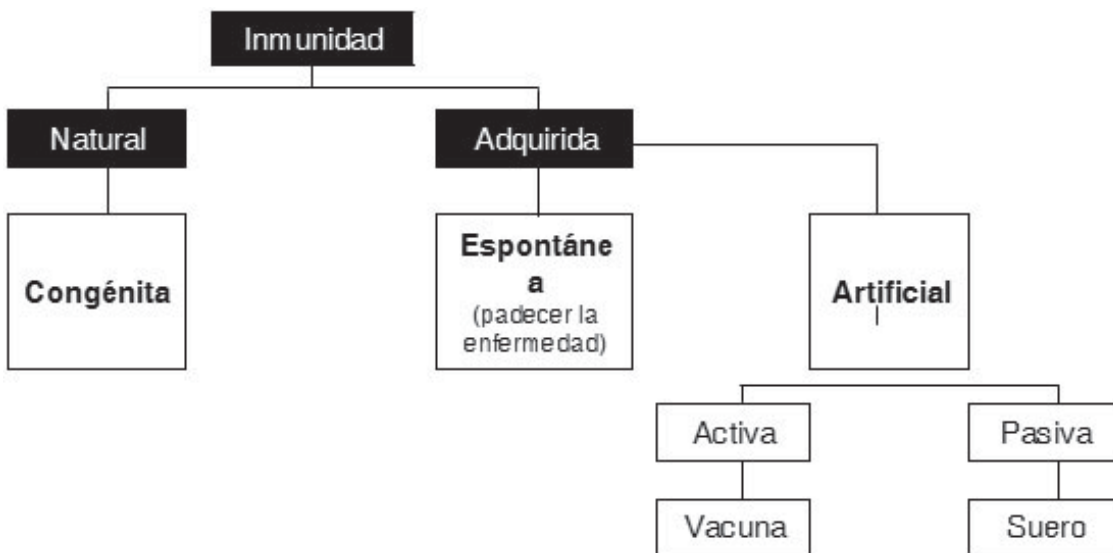 Inmunidad
Natural
Adquirida
Congénita
Espontáne
a
(padecer la
enfermedad)
Artificial
Activa
Pasiva
Vacuna
Suero